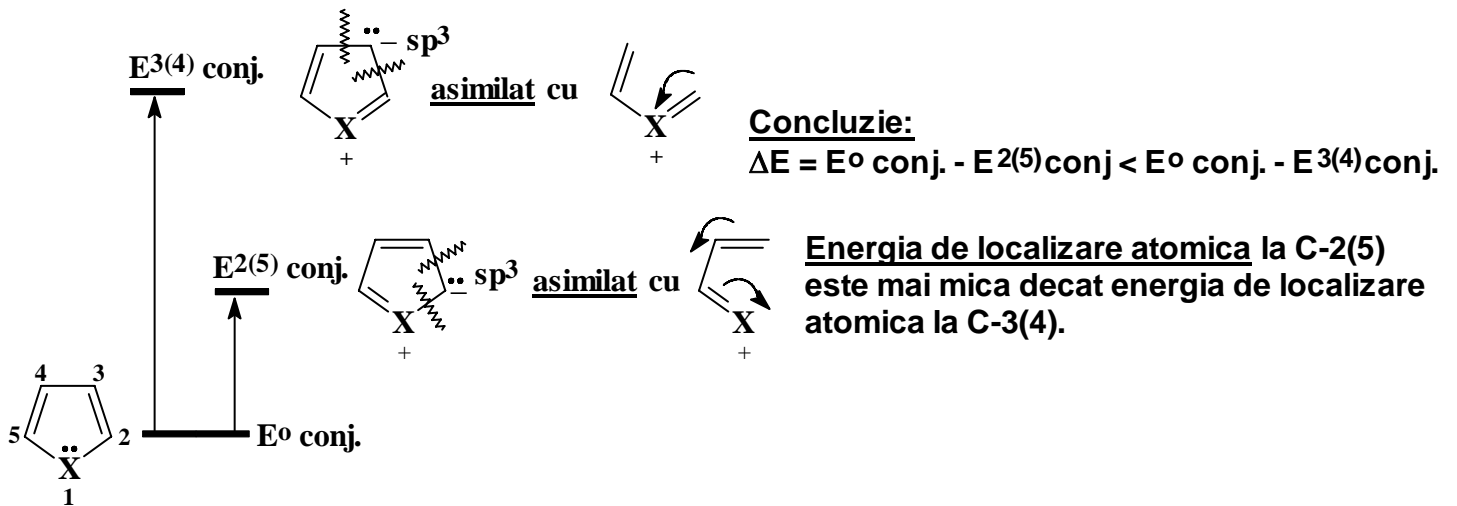 E3(4) conj.
•• – sp3
X
+
asimilat cu
X
+
Concluzie:
ΔE = Eo conj. - E2(5)conj < Eo conj. - E3(4)conj.
E2(5) conj.
•• – sp3
X
+
asimilat cu
X
+
Energia de localizare atomica la C-2(5)
este mai mica decat energia de localizare
atomica la C-3(4).
4 3
5 2
••
X
1
Eo conj.